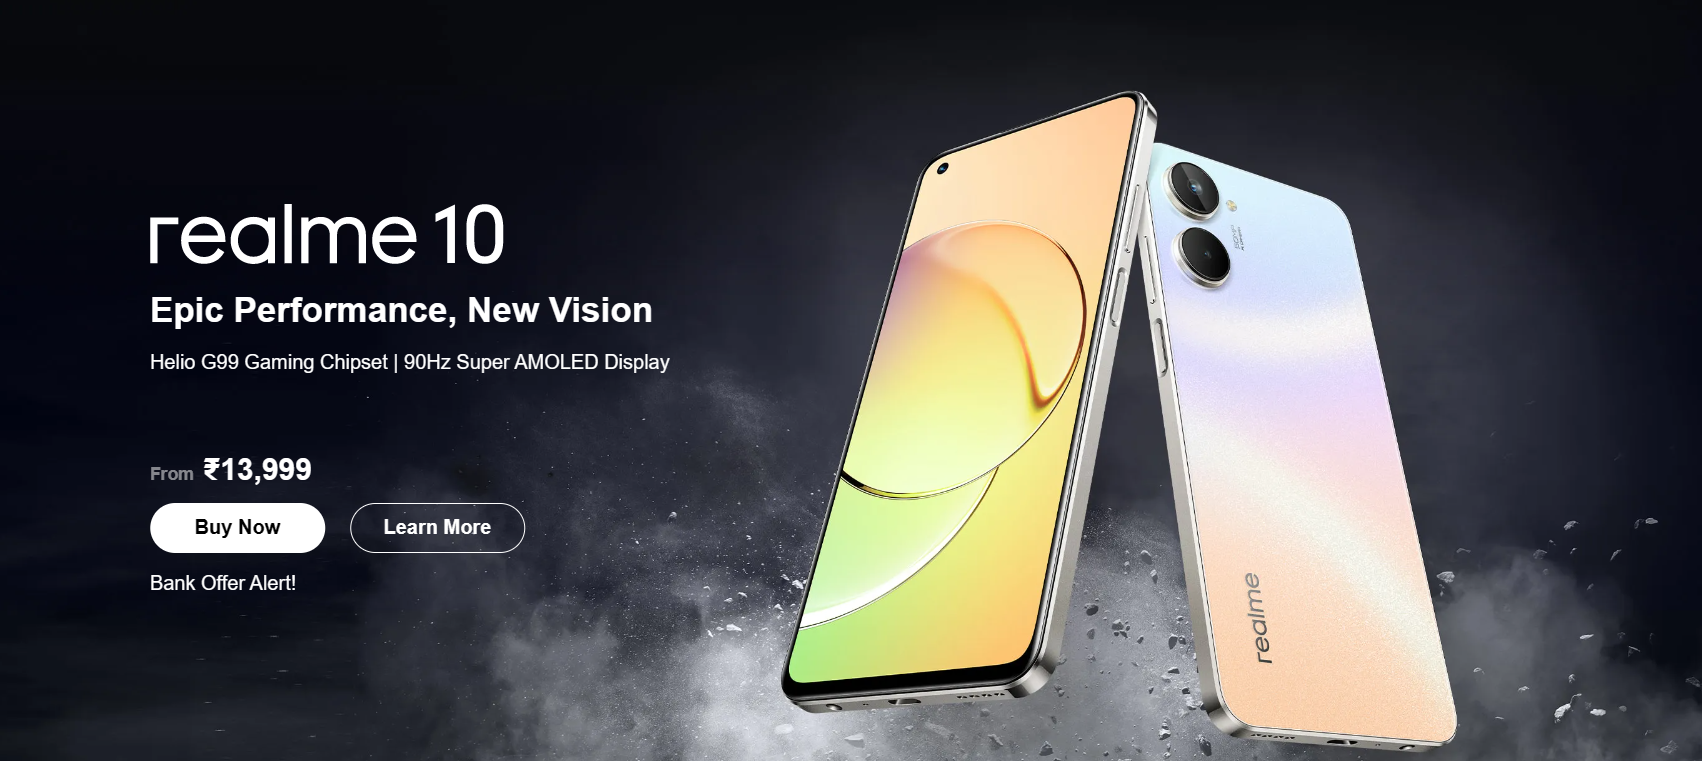 realme 10
Epic Performance, New Vision
Helio G99 Gaming Chipset | 90Hz Super AMOLED Display
From ₹13,999
Buy Now
Learn More
Bank Offer Alert!
realme